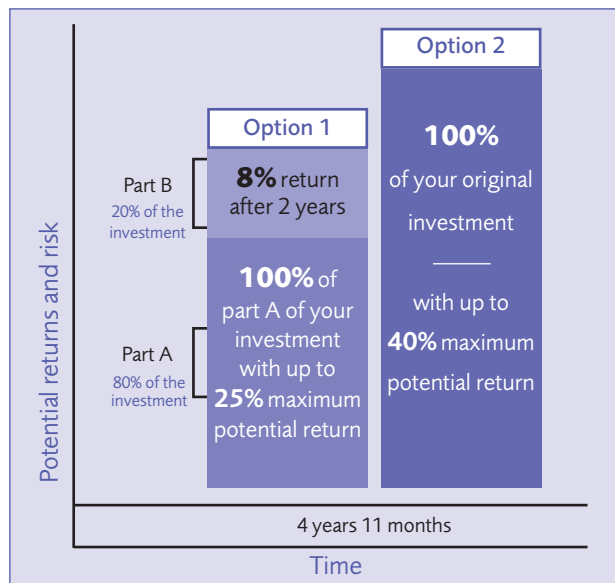 Potential returns and risk
Option 1
Option 2
Part B
20% of the
investment
8% return
after 2 years
Part A
80% of the
investment
100% of
part A of your
investment
with up to
25% maximum
potential return
100%
of your original
investment
with up to
40% maximum
potential return
4 years 11 months
Time